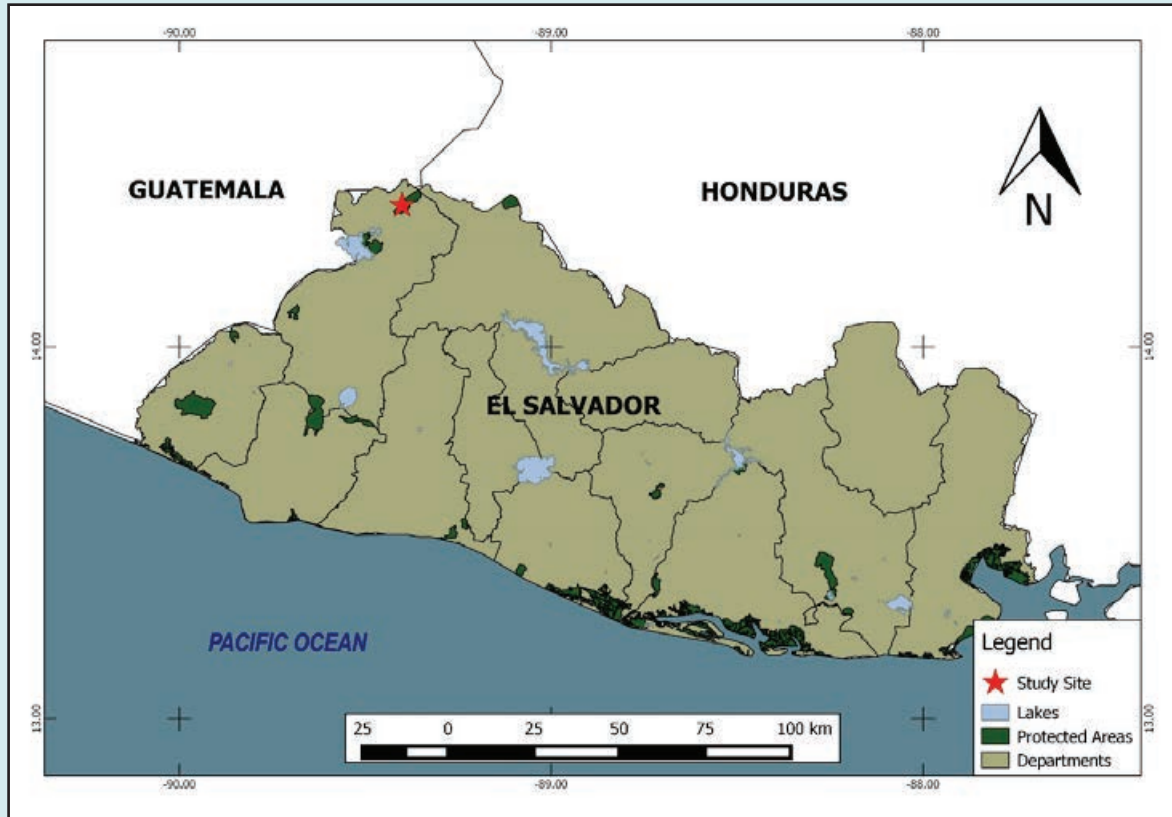 -90.00 -89.00 -88.00
GUATEMALA
HONDURAS
N
14.00
14.00
EL SALVADOR
PACIFIC OCEAN
Legend
Study Site
Lakes
Protected Areas
Departments
25 0 25 50 75 100 km
13.00
13.00
-90.00 -89.00 -88.00